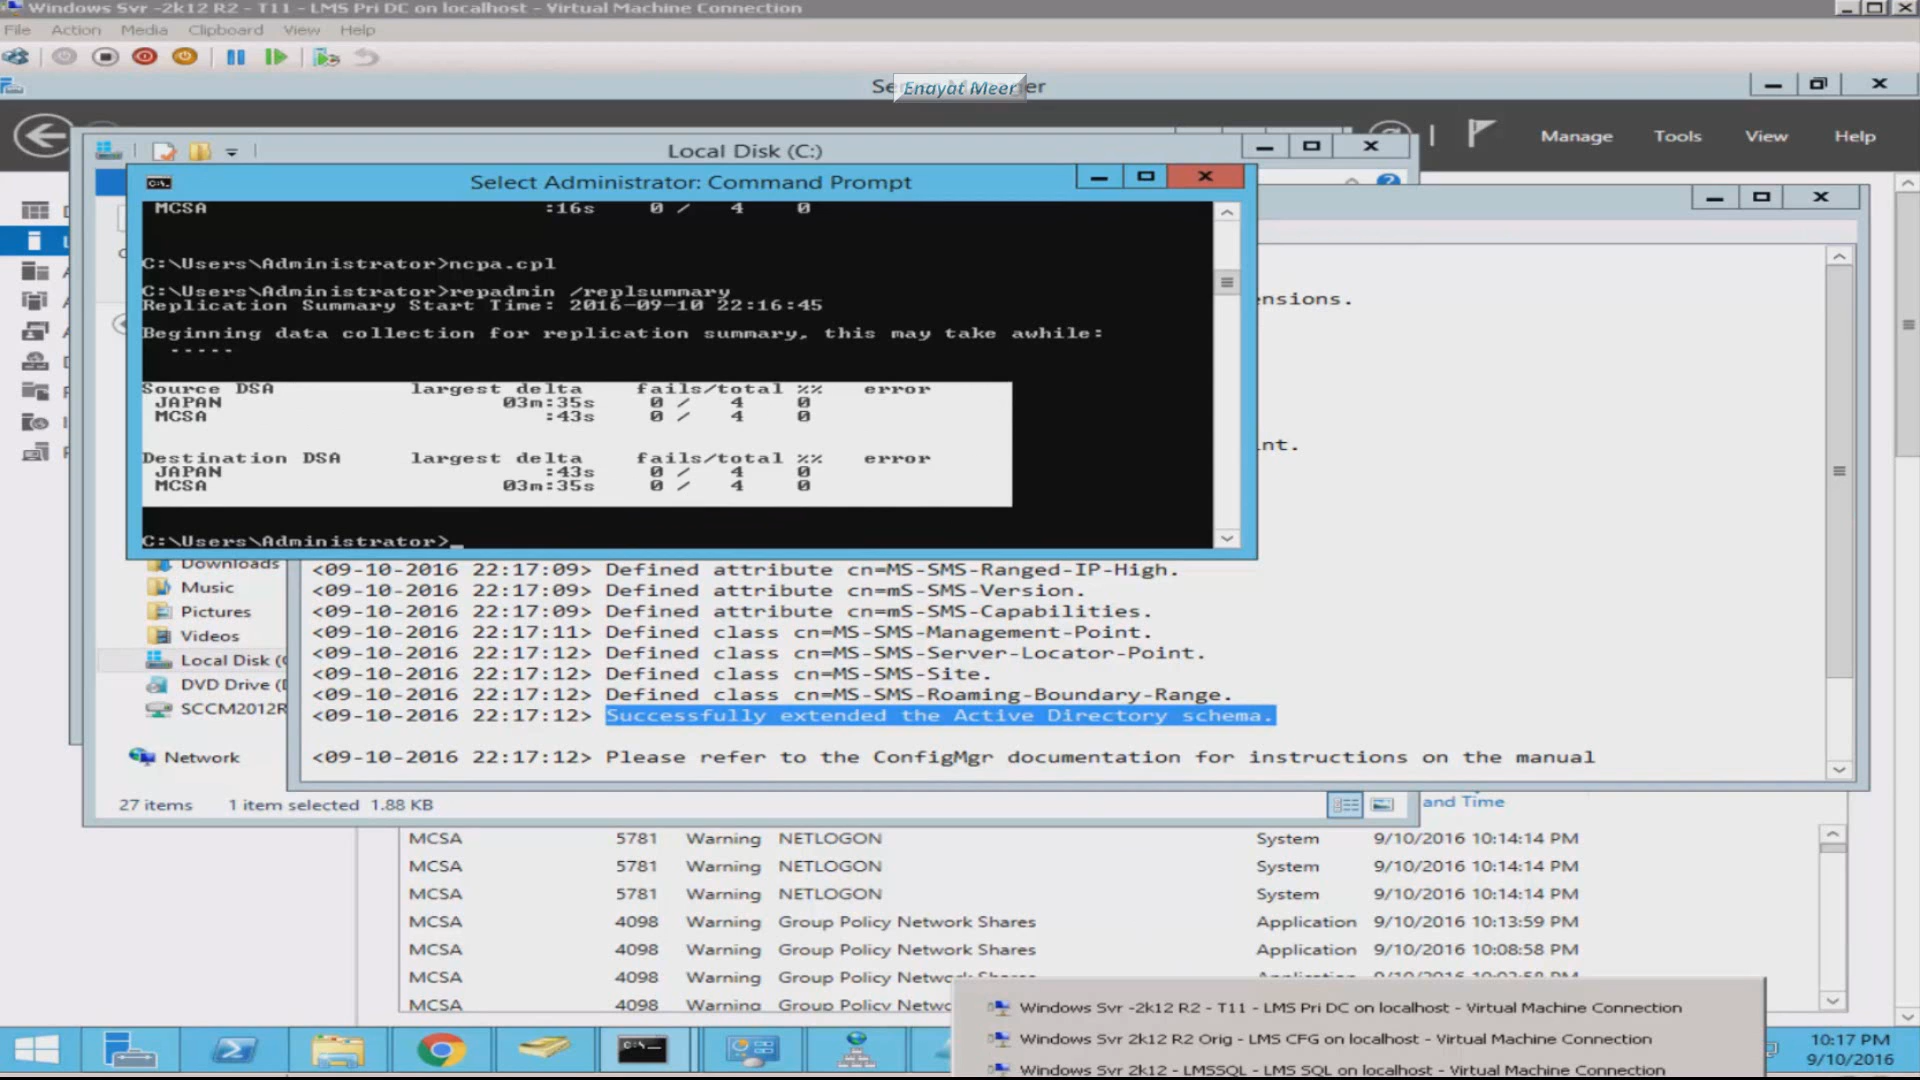 Windows Svr -2k12 R2 - T11 - LMS Pri DC on localhost - Virtual Machine Connection
File Action Media Clipboard View Help
Enayat Meer
Manage Tools View Help
Local Disk (C:)
Select Administrator: Command Prompt
MCSA :16s 0 / 4 0
C:\Users\Administrator>ncpa.cpl
C:\Users\Administrator>repadmin /replsummary
Replication Summary Start Time: 2016-09-10 22:16:45
Beginning data collection for replication summary, this may take awhile:
.....
Source DSA largest delta fails/total %% error
JAPAN 03m:35s 0 / 4 0
MCSA :43s 0 / 4 0
Destination DSA largest delta fails/total %% error
JAPAN :43s 0 / 4 0
MCSA 03m:35s 0 / 4 0
C:\Users\Administrator>_
ensions.
nt.
Downloads
Music
Pictures
Videos
Local Disk (
DVD Drive (
SCCM2012R
Network
<09-10-2016 22:17:09> Defined attribute cn=MS-SMS-Ranged-IP-High.
<09-10-2016 22:17:09> Defined attribute cn=mS-SMS-Version.
<09-10-2016 22:17:09> Defined attribute cn=mS-SMS-Capabilities.
<09-10-2016 22:17:11> Defined class cn=MS-SMS-Management-Point.
<09-10-2016 22:17:12> Defined class cn=MS-SMS-Server-Locator-Point.
<09-10-2016 22:17:12> Defined class cn=MS-SMS-Site.
<09-10-2016 22:17:12> Defined class cn=MS-SMS-Roaming-Boundary-Range.
<09-10-2016 22:17:12> Successfully extended the Active Directory schema.
<09-10-2016 22:17:12> Please refer to the ConfigMgr documentation for instructions on the manual
27 items 1 item selected 1.88 KB
and Time
MCSA 5781 Warning NETLOGON System 9/10/2016 10:14:14 PM
MCSA 5781 Warning NETLOGON System 9/10/2016 10:14:14 PM
MCSA 5781 Warning NETLOGON System 9/10/2016 10:14:14 PM
MCSA 4098 Warning Group Policy Network Shares Application 9/10/2016 10:13:59 PM
MCSA 4098 Warning Group Policy Network Shares Application 9/10/2016 10:08:58 PM
MCSA 4098 Warning Group Policy Network Shares
MCSA 4098 Warning Group Policy Netwo
Windows Svr -2k12 R2 - T11 - LMS Pri DC on localhost - Virtual Machine Connection
Windows Svr 2k12 R2 Orig - LMS CFG on localhost - Virtual Machine Connection
Windows Svr 2k12 - LMSSQL - LMS SQL on localhost - Virtual Machine Connection
10:17 PM
9/10/2016